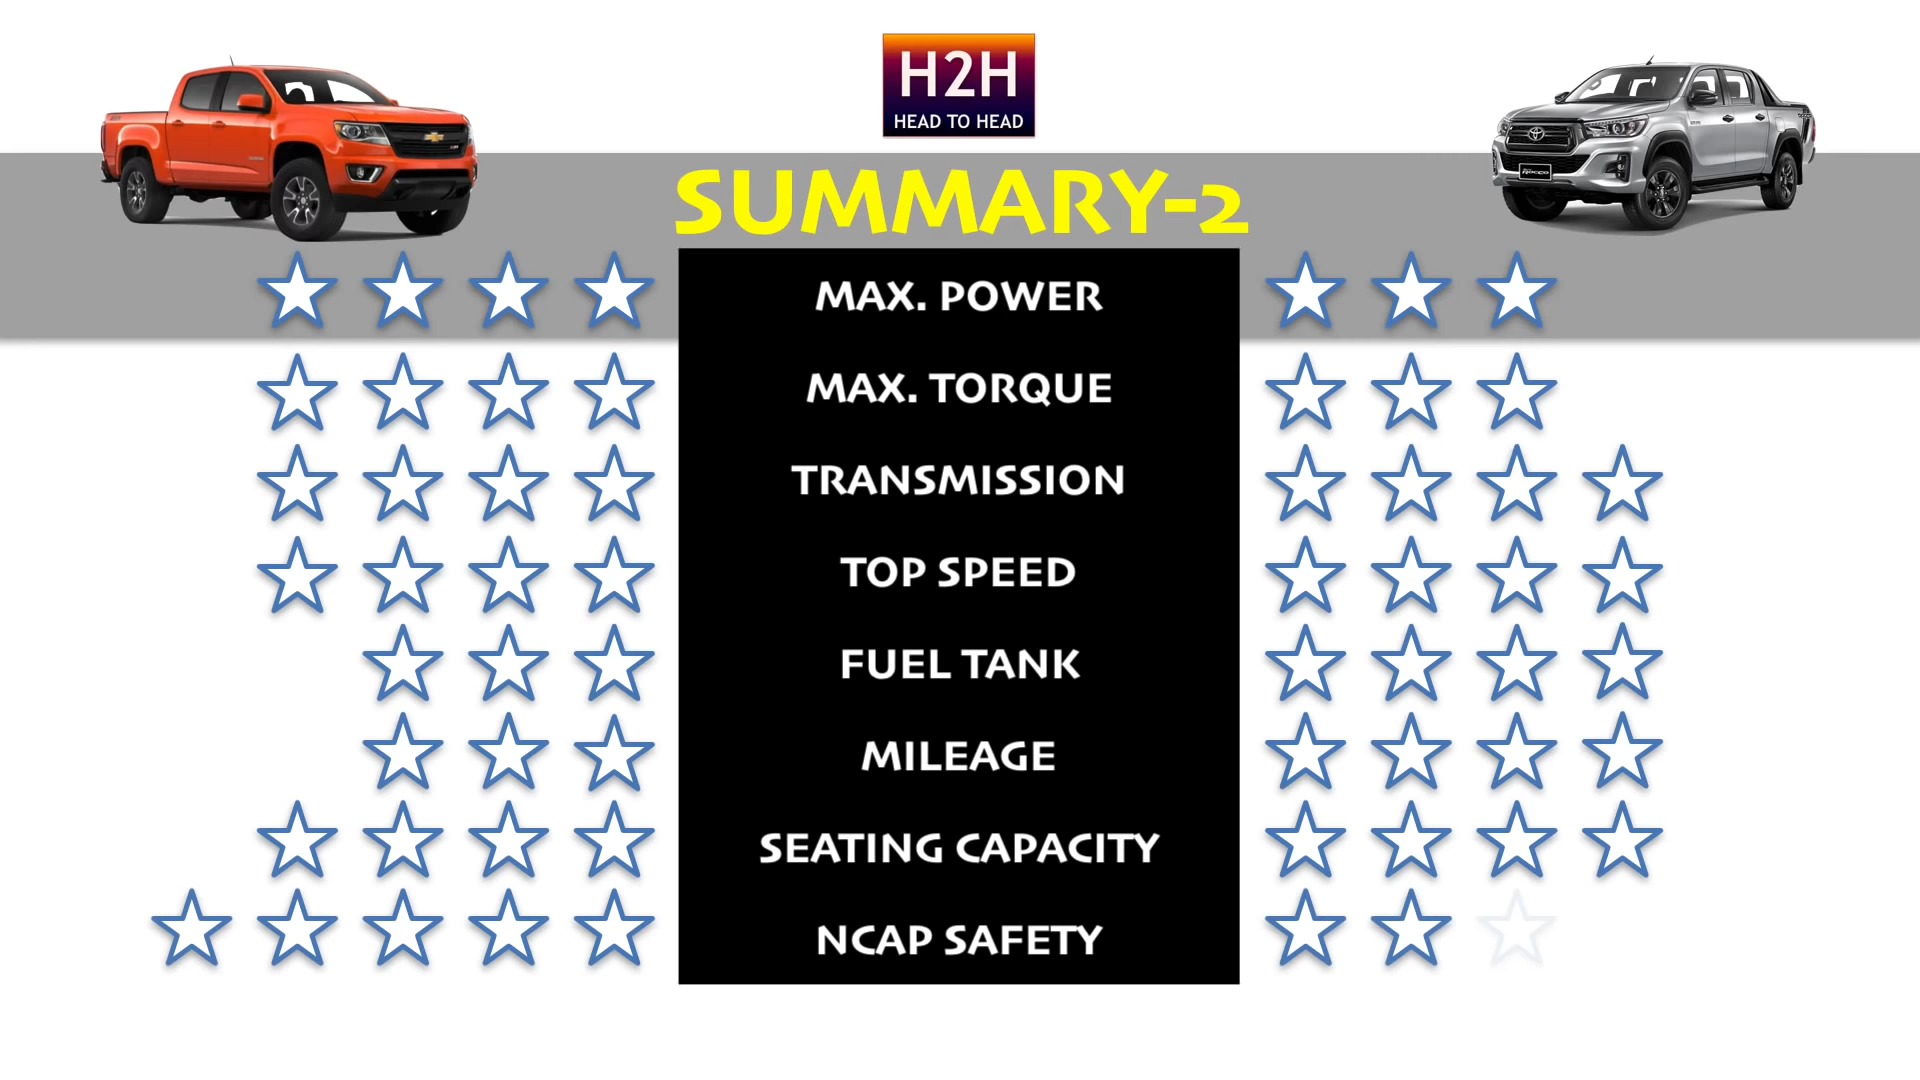 H2H
HEAD TO HEAD
SUMMARY-2
MAX. POWER
MAX. TORQUE
TRANSMISSION
TOP SPEED
FUEL TANK
MILEAGE
SEATING CAPACITY
NCAP SAFETY
ROCCO